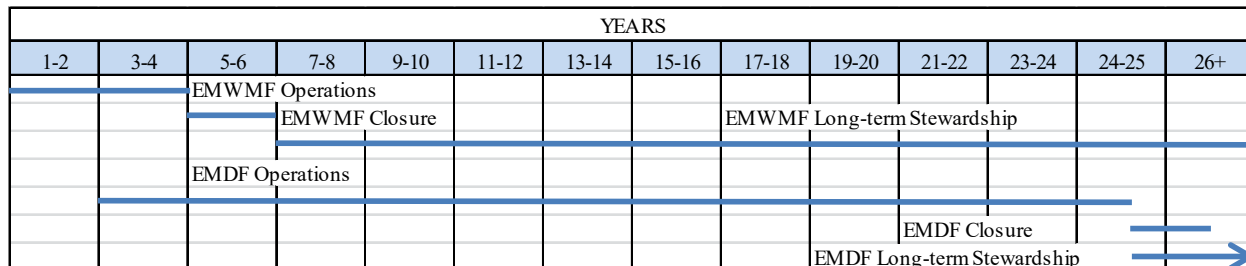 YEARS
1-2 3-4 5-6 7-8 9-10 11-12 13-14 15-16 17-18 19-20 21-22 23-24 24-25 26+
EMWMF Operations
EMWMF Closure EMWMF Long-term Stewardship
EMDF Operations
EMDF Closure
EMDF Long-term Stewardship